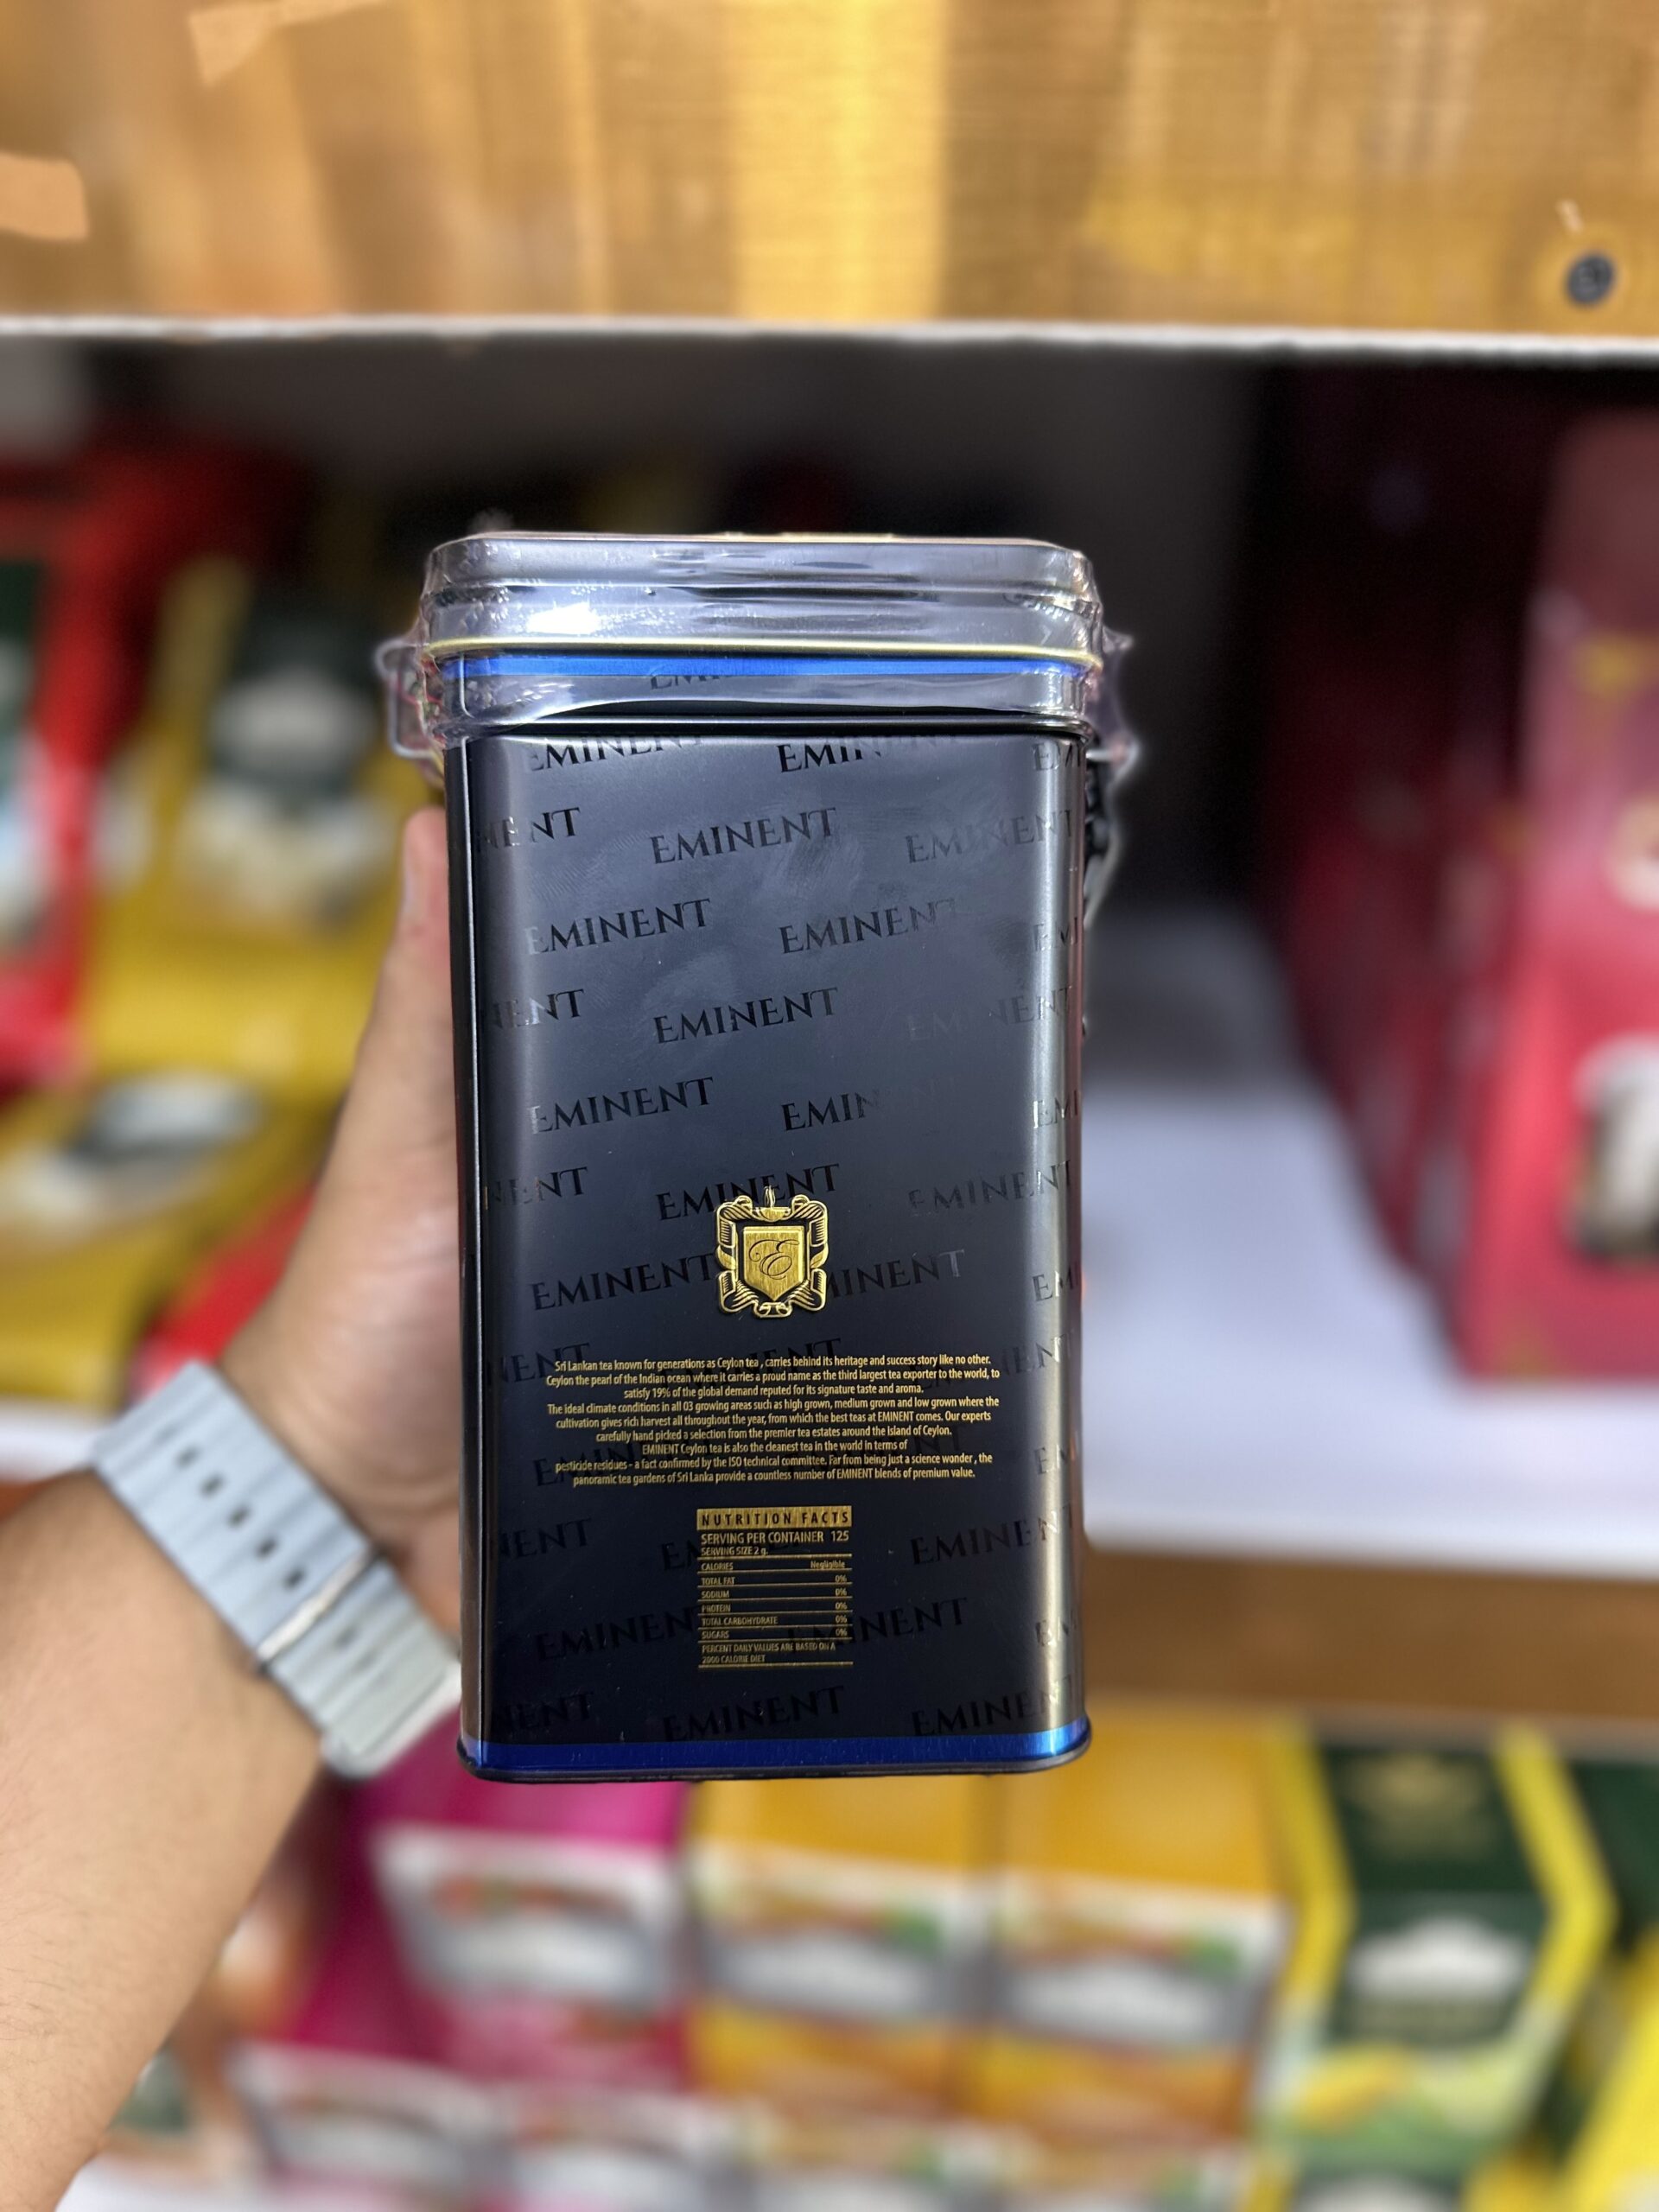 EMINENT EMINENT
EMINENT EMINENT
EMINENT EMINENT
EMINENT
EMINENT
EMINENT EMINENT
EMINENT
E
Sri Lankan tea known for generations as Ceylon tea , carries behind its heritage and success story like no other.
Ceylon the pearl of the Indian ocean where it carries a proud name as the third largest tea exporter to the world, to
satisfy 19% of the global demand reputed for its signature taste and aroma.
The ideal climate conditions in all 03 growing areas such as high grown, medium grown and low grown where the
cultivation gives rich harvest all throughout the year, from which the best teas at EMINENT comes. Our experts
carefully hand picked a selection from the premier tea estates around the Island of Ceylon.
EMINENT Ceylon tea is also the cleanest tea in the world in terms of
pesticide residues - a fact confirmed by the ISO technical committee. Far from being just a science wonder , the
panoramic tea gardens of Sri Lanka provide a countless number of EMINENT blends of premium value.
NUTRITION FACTS
SERVING PER CONTAINER 125
SERVING SIZE 2 g.
CALORIES Negligible
TOTAL FAT 0%
SODIUM 0%
PROTEIN 0%
TOTAL CARBOHYDRATE 0%
SUGARS 0%
PERCENT DAILY VALUES ARE BASED ON A
2000 CALORIE DIET
EMINENT